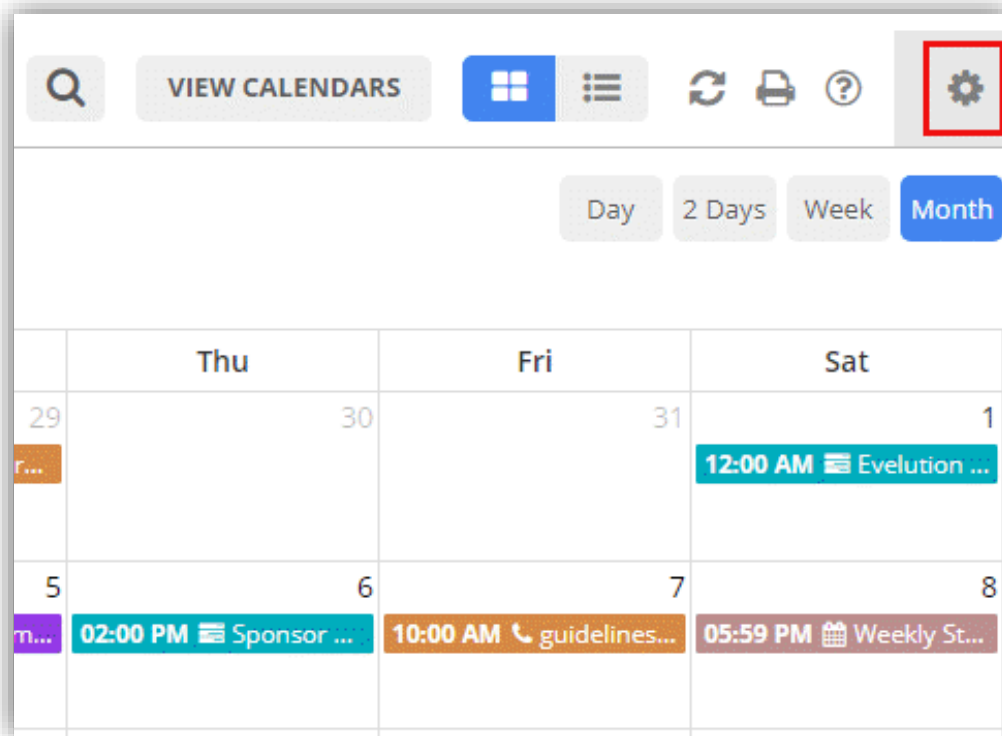 VIEW CALENDARS
Day 2 Days Week Month
Thu Fri Sat
29 30 31 1
r... 12:00 AM Evelution ...
5 6 7 8
m... 02:00 PM Sponsor ... 10:00 AM guidelines... 05:59 PM Weekly St...